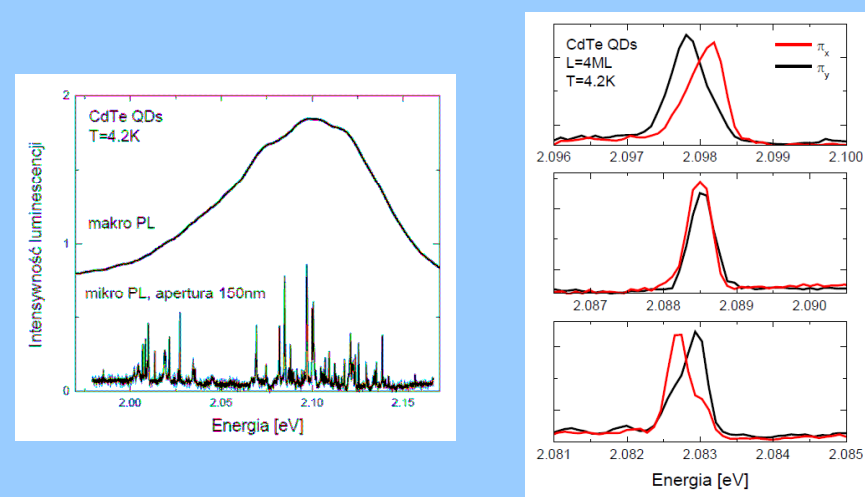 2
CdTe QDs
T=4.2K
makro PL
1
mikro PL, apertura 150nm
0
2.00 2.05 2.10 2.15
Energia [eV]
Intensywność luminescencji
CdTe QDs
L=4ML
T=4.2K
πx
πy
2.096 2.097 2.098 2.099 2.100
2.087 2.088 2.089 2.090
2.081 2.082 2.083 2.084 2.085
Energia [eV]